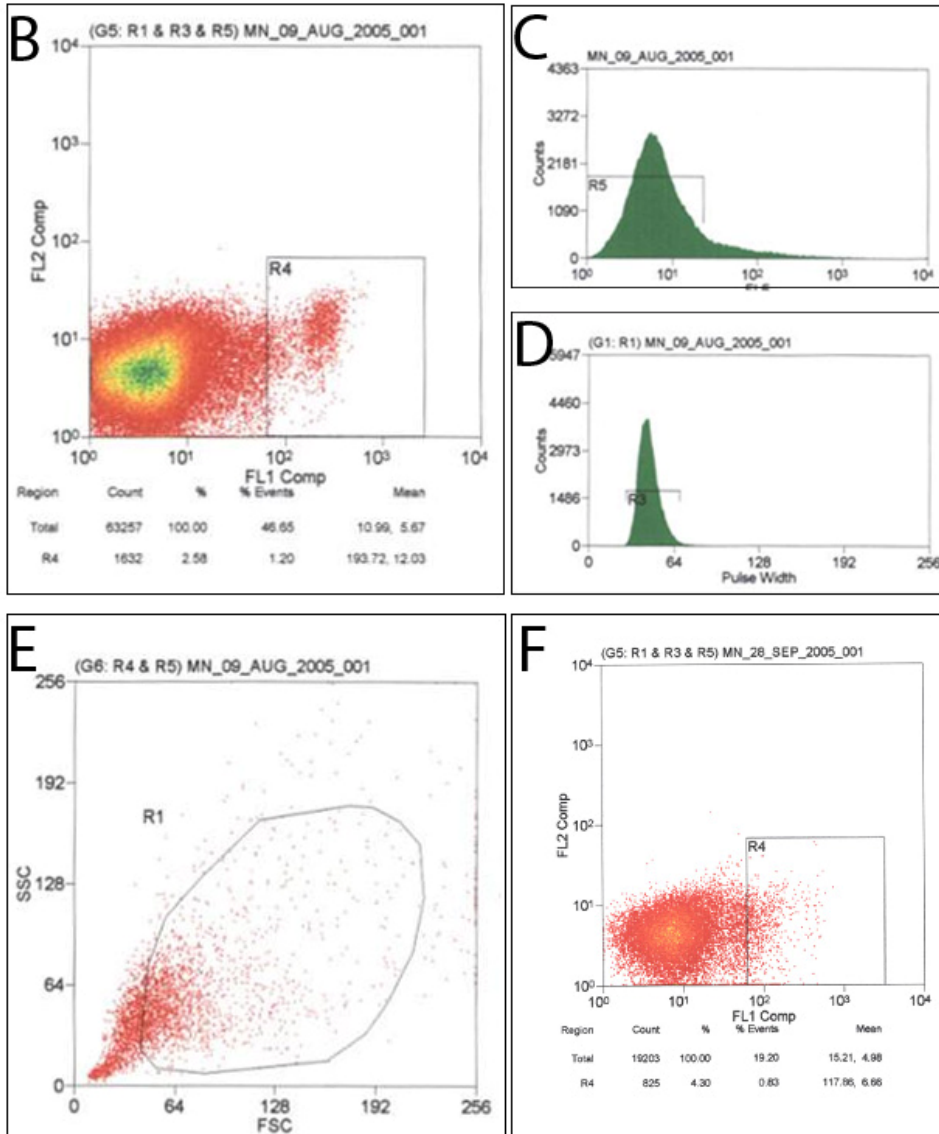 B
(G5: R1 & R3 & R5) MN_09_AUG_2005_001
10⁴
10³
10²
10¹
10⁰
FL2 Comp
R4
10⁰ 10¹ 10² 10³ 10⁴
FL1 Comp
Region Count % % Events Mean
Total 63257 100.00 46.65 10.99, 5.67
R4 1632 2.58 1.20 193.72, 12.03
C
MN_09_AUG_2005_001
4363
3272
2181
1090
0
Counts
R5
10⁰ 10¹ 10² 10³ 10⁴
D
(G1: R1) MN_09_AUG_2005_001
5947
4460
2973
1486
0
Counts
R3
0 64 128 192 256
Pulse Width
E
(G6: R4 & R5) MN_09_AUG_2005_001
256
192
128
64
0
SSC
R1
0 64 128 192 256
FSC
F
(G5: R1 & R3 & R5) MN_28_SEP_2005_001
10⁴
10³
10²
10¹
10⁰
FL2 Comp
R4
10⁰ 10¹ 10² 10³ 10⁴
FL1 Comp
Region Count % % Events Mean
Total 19203 100.00 19.20 15.21, 4.98
R4 825 4.30 0.83 117.86, 6.66